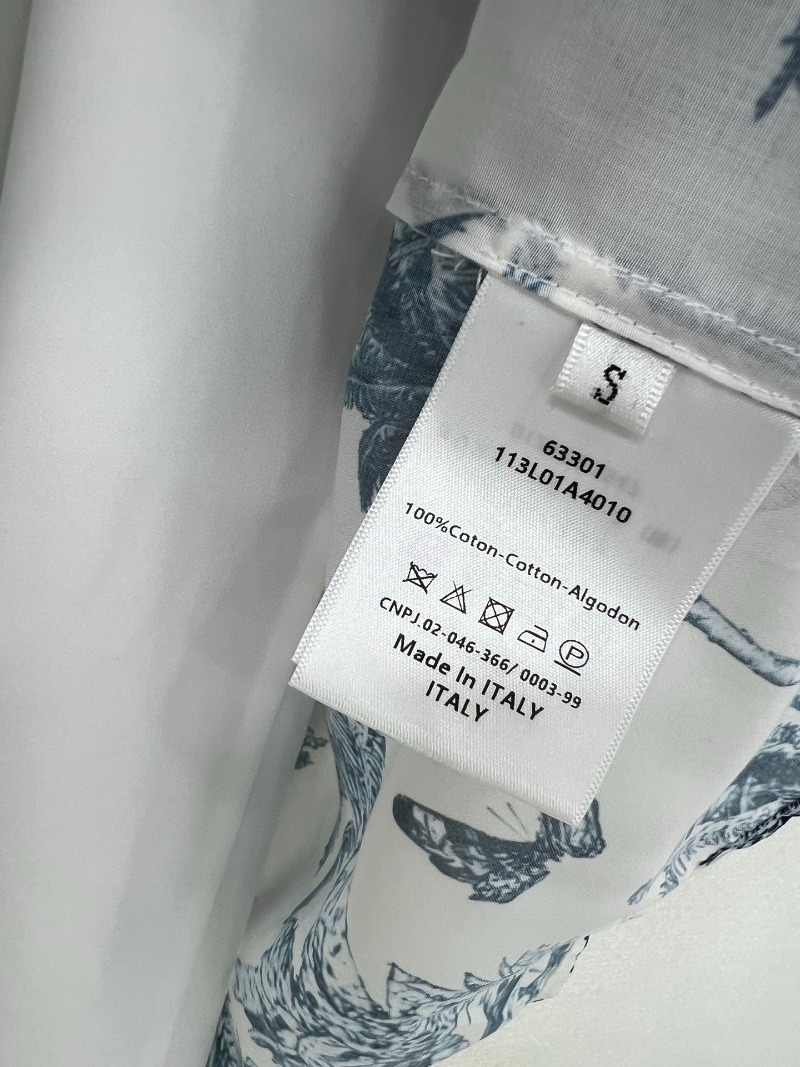 S
63301
113L01A4010
100%Coton-Cotton-Algodon
P
CNPJ.02-046-366/ 0003-99
Made In ITALY
ITALY